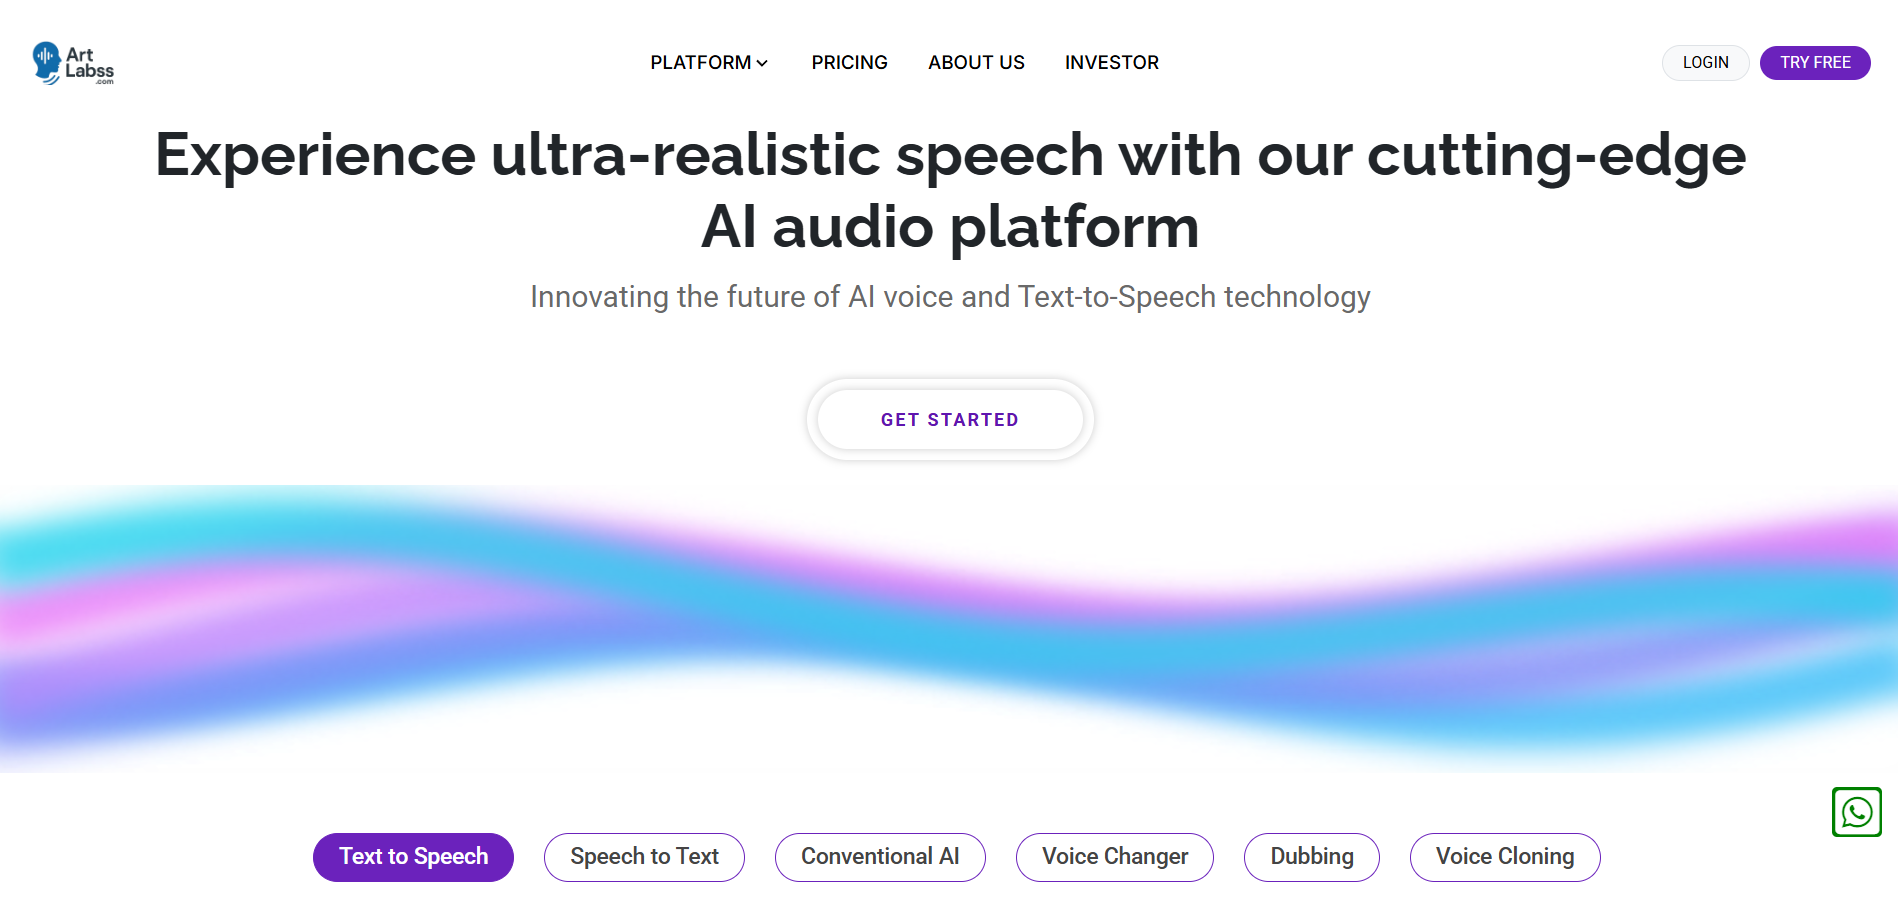 Art
Labss
.com
PLATFORM
PRICING
ABOUT US
INVESTOR
LOGIN
TRY FREE
Experience ultra-realistic speech with our cutting-edge
AI audio platform
Innovating the future of AI voice and Text-to-Speech technology
GET STARTED
Text to Speech
Speech to Text
Conventional AI
Voice Changer
Dubbing
Voice Cloning